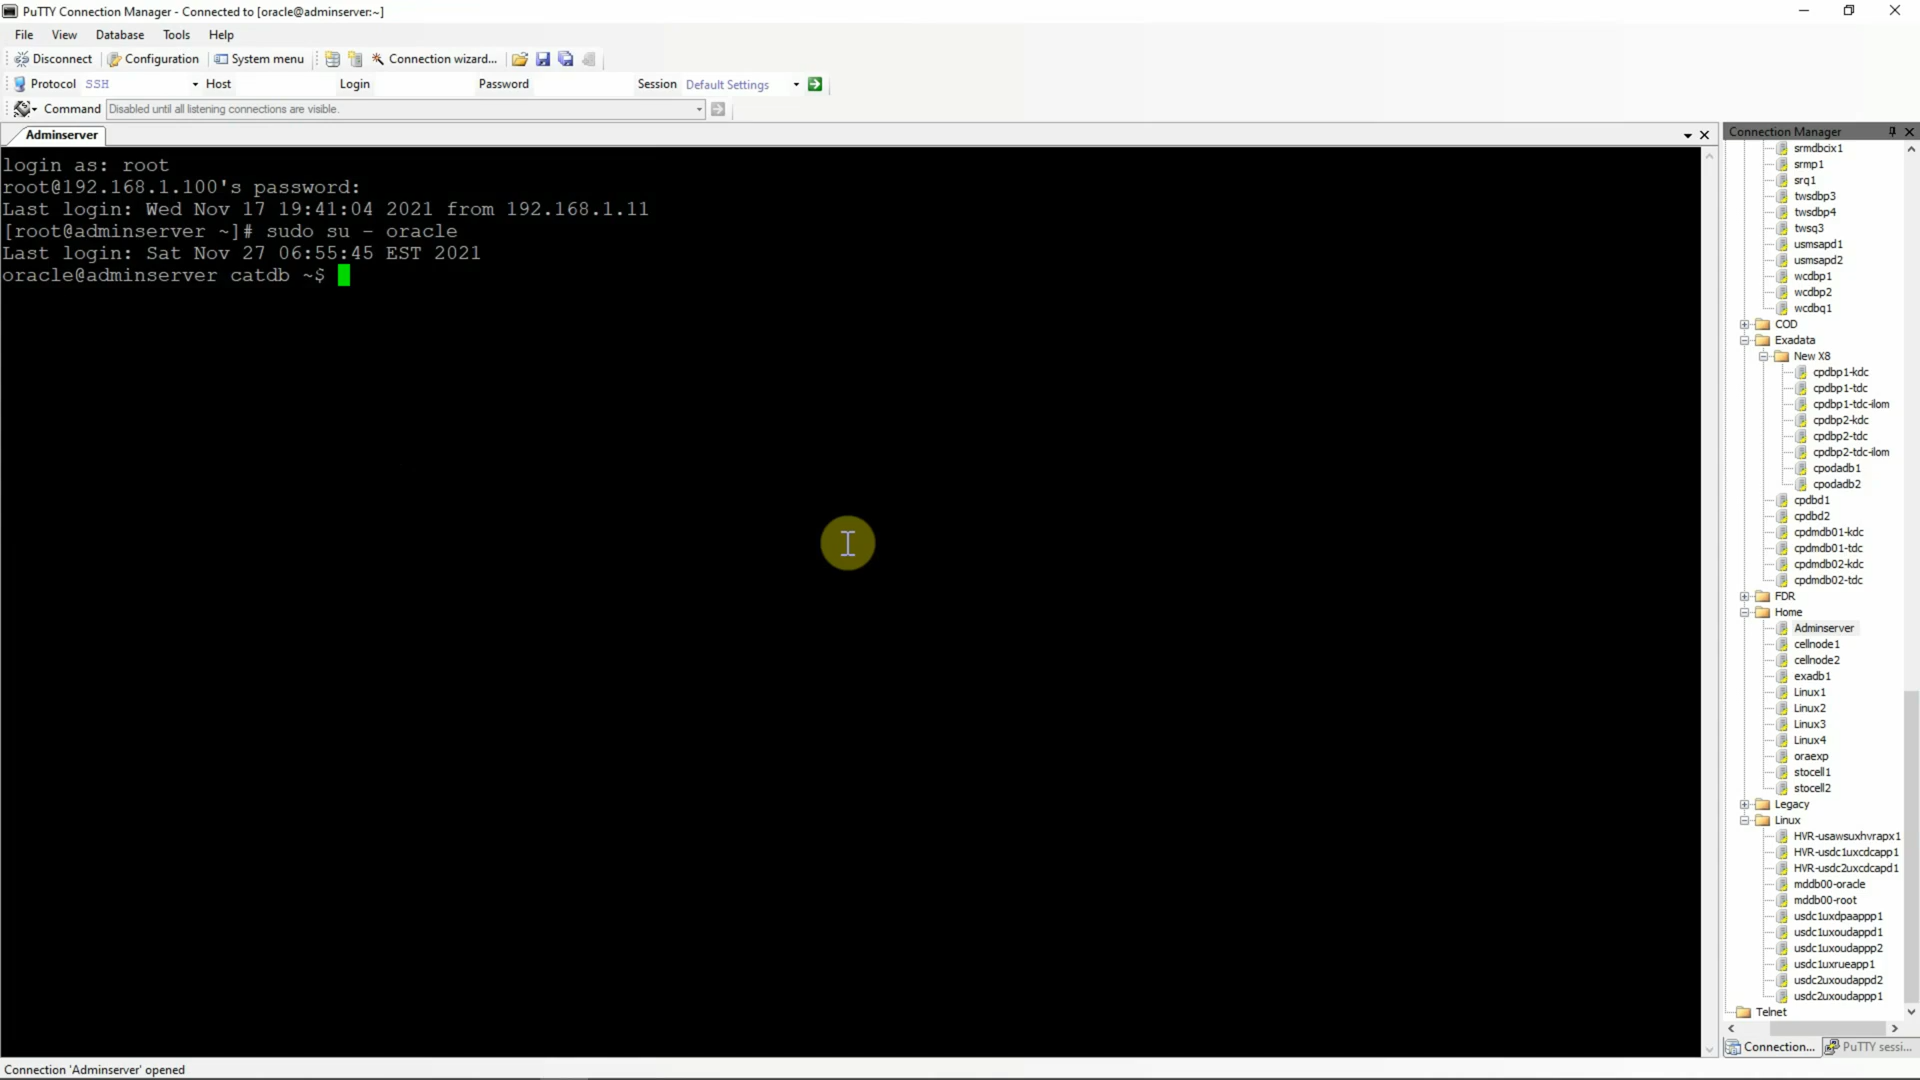 PuTTY Connection Manager - Connected to [oracle@adminserver:~]
File View Database Tools Help
Disconnect Configuration System menu Connection wizard...
Protocol SSH Host Login Password Session Default Settings
Command Disabled until all listening connections are visible.
Adminserver
login as: root
root@192.168.1.100's password:
Last login: Wed Nov 17 19:41:04 2021 from 192.168.1.11
[root@adminserver ~]# sudo su - oracle
Last login: Sat Nov 27 06:55:45 EST 2021
oracle@adminserver catdb ~$
Connection Manager
srmdbcix1
srmp1
srq1
twsdbp3
twsdbp4
twsq3
usmsapd1
usmsapd2
wcdbp1
wcdbp2
wcdbq1
COD
Exadata
New X8
cpdbp1-kdc
cpdbp1-tdc
cpdbp1-tdc-ilom
cpdbp2-kdc
cpdbp2-tdc
cpdbp2-tdc-ilom
cpodadb1
cpodadb2
cpdbd1
cpdbd2
cpdmdb01-kdc
cpdmdb01-tdc
cpdmdb02-kdc
cpdmdb02-tdc
FDR
Home
Adminserver
cellnode1
cellnode2
exadb1
Linux1
Linux2
Linux3
Linux4
oraexp
stocell1
stocell2
Legacy
Linux
HVR-usawsuxhvrapx1
HVR-usdc1uxcdcapp1
HVR-usdc2uxcdcapd1
mddb00-oracle
mddb00-root
usdc1uxdpaappp1
usdc1uxoudappd1
usdc1uxoudappp2
usdc1uxrueapp1
usdc2uxoudappd2
usdc2uxoudappp1
Telnet
Connection... PuTTY sessi...
Connection 'Adminserver' opened